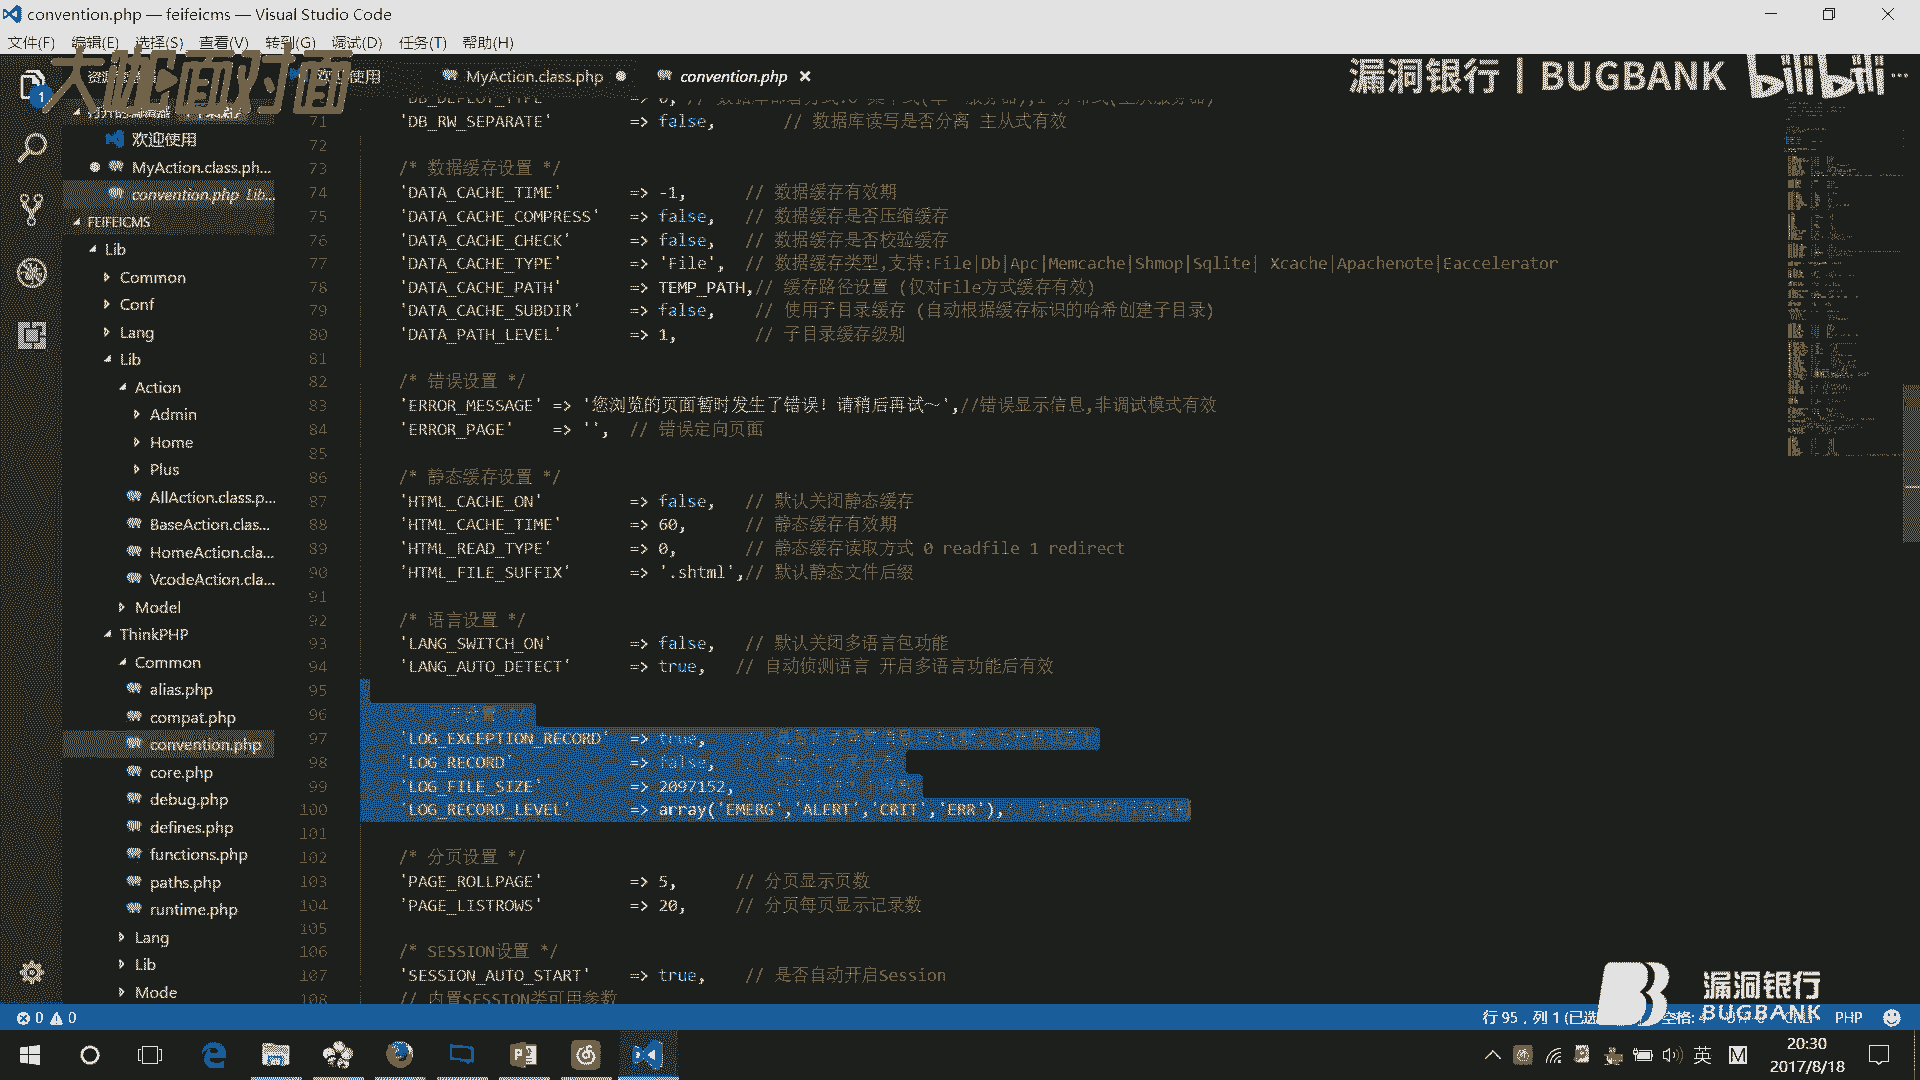 convention.php — feifeicms — Visual Studio Code
文件(F) 编辑(E) 选择(S) 查看(V) 转到(G) 调试(D) 任务(T) 帮助(H)
大咖面对面
使用
MyAction.class.php
convention.php
漏洞银行 | BUGBANK bilibili
1
欢迎使用
MyAction.class.ph...
convention.php Lib...
FEIFEICMS
Lib
Common
Conf
Lang
Lib
Action
Admin
Home
Plus
AllAction.class.p...
BaseAction.clas...
HomeAction.cla...
VcodeAction.cla...
Model
ThinkPHP
Common
alias.php
compat.php
convention.php
core.php
debug.php
defines.php
functions.php
paths.php
runtime.php
Lang
Lib
Mode
71 'DB_RW_SEPARATE' => false, // 数据库读写是否分离 主从式有效
72
73 /* 数据缓存设置 */
74 'DATA_CACHE_TIME' => -1, // 数据缓存有效期
75 'DATA_CACHE_COMPRESS' => false, // 数据缓存是否压缩缓存
76 'DATA_CACHE_CHECK' => false, // 数据缓存是否校验缓存
77 'DATA_CACHE_TYPE' => 'File', // 数据缓存类型,支持:File|Db|Apc|Memcache|Shmop|Sqlite| Xcache|Apachenote|Eaccelerator
78 'DATA_CACHE_PATH' => TEMP_PATH,// 缓存路径设置 (仅对File方式缓存有效)
79 'DATA_CACHE_SUBDIR' => false, // 使用子目录缓存 (自动根据缓存标识的哈希创建子目录)
80 'DATA_PATH_LEVEL' => 1, // 子目录缓存级别
81
82 /* 错误设置 */
83 'ERROR_MESSAGE' => '您浏览的页面暂时发生了错误！请稍后再试～',//错误显示信息,非调试模式有效
84 'ERROR_PAGE' => '', // 错误定向页面
85
86 /* 静态缓存设置 */
87 'HTML_CACHE_ON' => false, // 默认关闭静态缓存
88 'HTML_CACHE_TIME' => 60, // 静态缓存有效期
89 'HTML_READ_TYPE' => 0, // 静态缓存读取方式 0 readfile 1 redirect
90 'HTML_FILE_SUFFIX' => '.shtml',// 默认静态文件后缀
91
92 /* 语言设置 */
93 'LANG_SWITCH_ON' => false, // 默认关闭多语言包功能
94 'LANG_AUTO_DETECT' => true, // 自动侦测语言 开启多语言功能后有效
95
96
97 'LOG_EXCEPTION_RECORD' => true,
98 'LOG_RECORD' => false,
99 'LOG_FILE_SIZE' => 2097152,
100 'LOG_RECORD_LEVEL' => array('EMERG','ALERT','CRIT','ERR'),
101
102 /* 分页设置 */
103 'PAGE_ROLLPAGE' => 5, // 分页显示页数
104 'PAGE_LISTROWS' => 20, // 分页每页显示记录数
105
106 /* SESSION设置 */
107 'SESSION_AUTO_START' => true, // 是否自动开启Session
108 // 内置SESSION类可用参数
漏洞银行
BUGBANK
0 0
行 95，列 1 (已选 空格: 4 PHP
英 M
20:30
2017/8/18